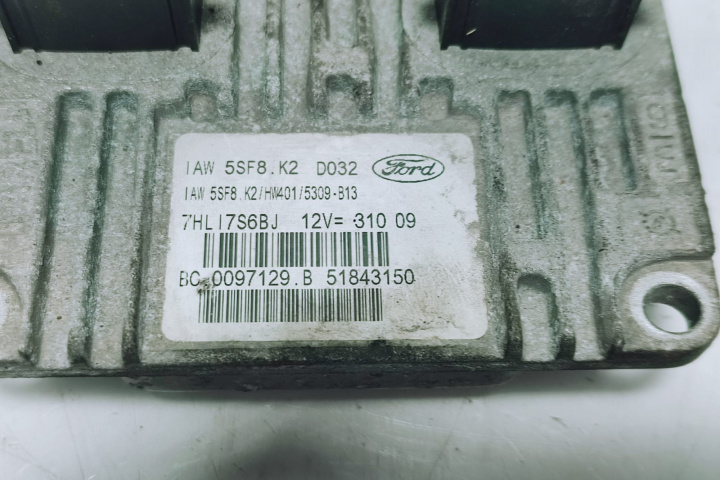 IAW 5SF8.K2 D032 Ford
IAW 5SF8.K2/HW401/5309-B13
7HLI7S6BJ 12V= 310 09
BC.0097129.B 51843150